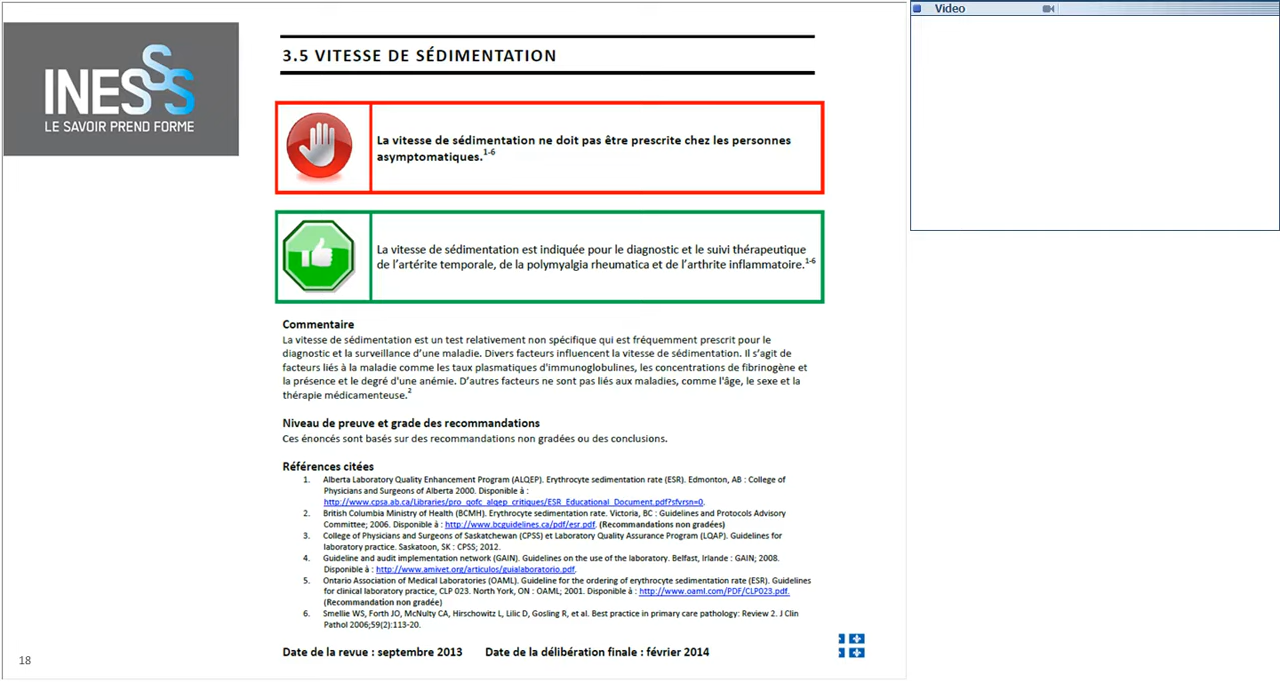 Video
INESSS
LE SAVOIR PREND FORME
3.5 VITESSE DE SÉDIMENTATION
La vitesse de sédimentation ne doit pas être prescrite chez les personnes
asymptomatiques.1-6
La vitesse de sédimentation est indiquée pour le diagnostic et le suivi thérapeutique
de l’artérite temporale, de la polymyalgia rheumatica et de l’arthrite inflammatoire.1-6
Commentaire
La vitesse de sédimentation est un test relativement non spécifique qui est fréquemment prescrit pour le
diagnostic et la surveillance d’une maladie. Divers facteurs influencent la vitesse de sédimentation. Il s’agit de
facteurs liés à la maladie comme les taux plasmatiques d'immunoglobulines, les concentrations de fibrinogène et
la présence et le degré d'une anémie. D’autres facteurs ne sont pas liés aux maladies, comme l'âge, le sexe et la
thérapie médicamenteuse.2
Niveau de preuve et grade des recommandations
Ces énoncés sont basés sur des recommandations non gradées ou des conclusions.
Références citées
1. Alberta Laboratory Quality Enhancement Program (ALQEP). Erythrocyte sedimentation rate (ESR). Edmonton, AB : College of
Physicians and Surgeons of Alberta 2000. Disponible à :
http://www.cpsa.ab.ca/Libraries/pro_qofc_alqep_critiques/ESR_Educational_Document.pdf?sfvrsn=0.
2. British Columbia Ministry of Health (BCMH). Erythrocyte sedimentation rate. Victoria, BC : Guidelines and Protocols Advisory
Committee; 2006. Disponible à : http://www.bcguidelines.ca/pdf/esr.pdf. (Recommandations non gradées)
3. College of Physicians and Surgeons of Saskatchewan (CPSS) et Laboratory Quality Assurance Program (LQAP). Guidelines for
laboratory practice. Saskatoon, SK : CPSS; 2012.
4. Guideline and audit implementation network (GAIN). Guidelines on the use of the laboratory. Belfast, Irlande : GAIN; 2008.
Disponible à : http://www.amivet.org/articulos/guialaboratorio.pdf.
5. Ontario Association of Medical Laboratories (OAML). Guideline for the ordering of erythrocyte sedimentation rate (ESR). Guidelines
for clinical laboratory practice, CLP 023. North York, ON : OAML; 2001. Disponible à : http://www.oaml.com/PDF/CLP023.pdf.
(Recommandation non gradée)
6. Smellie WS, Forth JO, McNulty CA, Hirschowitz L, Lilic D, Gosling R, et al. Best practice in primary care pathology: Review 2. J Clin
Pathol 2006;59(2):113-20.
Date de la revue : septembre 2013 Date de la délibération finale : février 2014
18